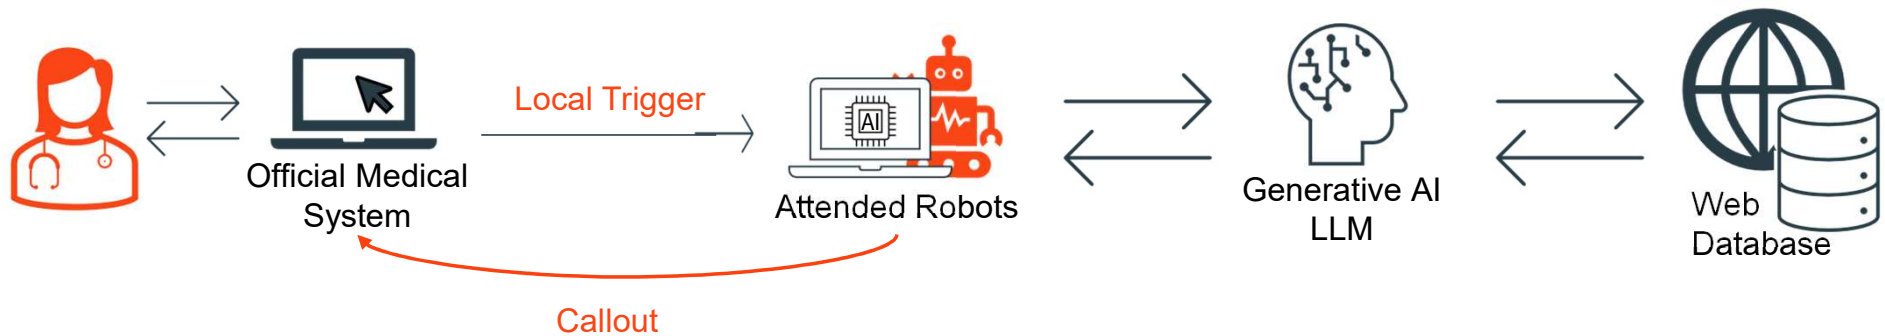 Local Trigger
AI
Official Medical
System
Attended Robots
Generative AI
LLM
Web
Database
Callout